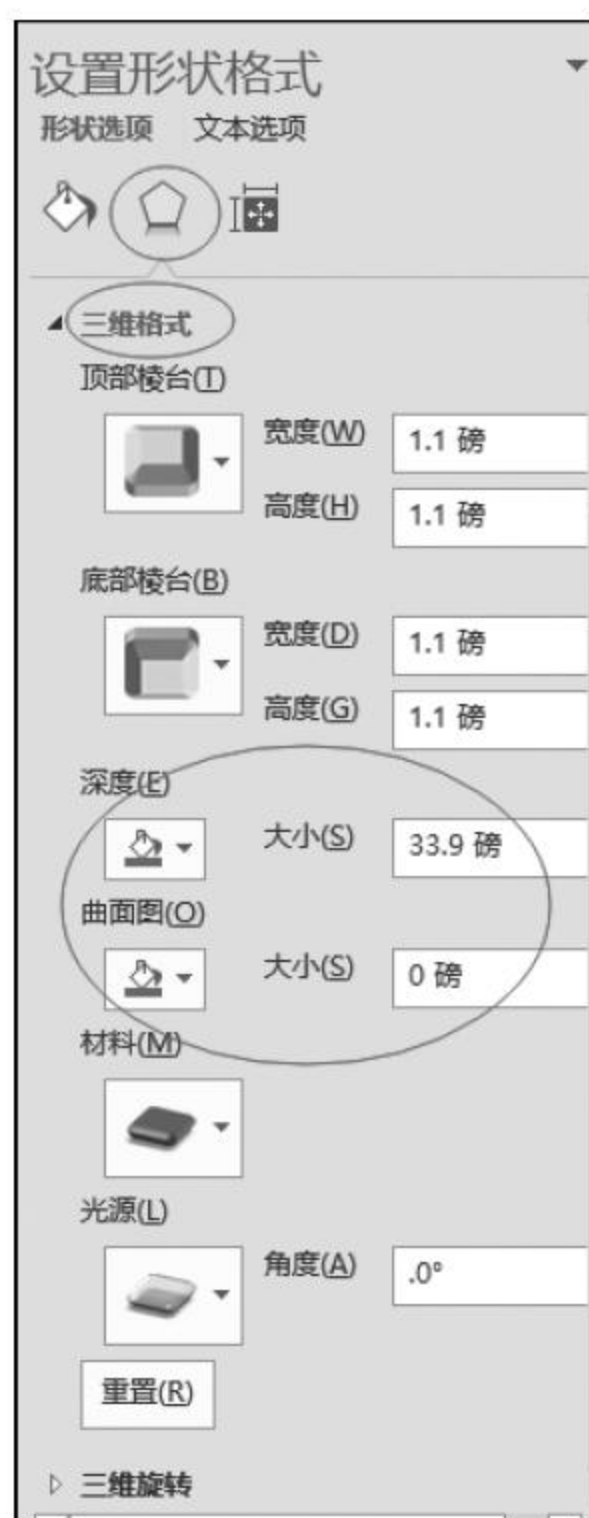 设置形状格式
形状选项 文本选项
三维格式
顶部棱台(T)
宽度(W) 1.1 磅
高度(H) 1.1 磅
底部棱台(B)
宽度(D) 1.1 磅
高度(G) 1.1 磅
深度(E)
大小(S) 33.9 磅
曲面图(O)
大小(S) 0 磅
材料(M)
光源(L)
角度(A) .0°
重置(R)
三维旋转